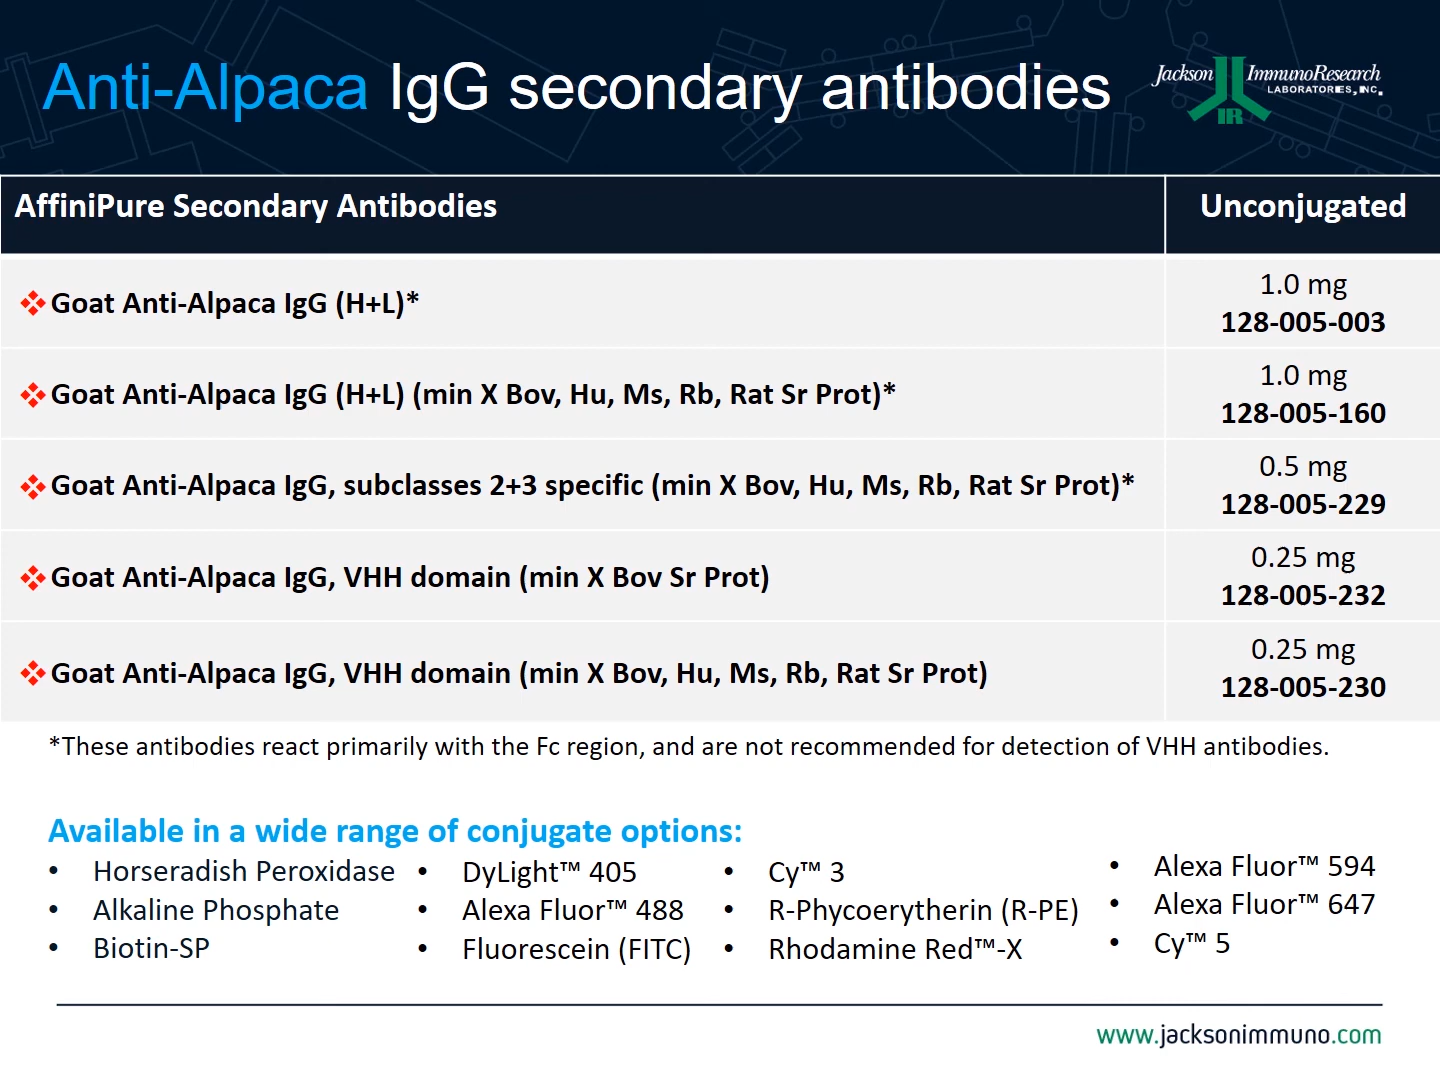 Anti-Alpaca IgG secondary antibodies
Jackson ImmunoResearch
LABORATORIES, INC.
IR
AffiniPure Secondary Antibodies
Unconjugated
Goat Anti-Alpaca IgG (H+L)*
1.0 mg
128-005-003
Goat Anti-Alpaca IgG (H+L) (min X Bov, Hu, Ms, Rb, Rat Sr Prot)*
1.0 mg
128-005-160
Goat Anti-Alpaca IgG, subclasses 2+3 specific (min X Bov, Hu, Ms, Rb, Rat Sr Prot)*
0.5 mg
128-005-229
Goat Anti-Alpaca IgG, VHH domain (min X Bov Sr Prot)
0.25 mg
128-005-232
Goat Anti-Alpaca IgG, VHH domain (min X Bov, Hu, Ms, Rb, Rat Sr Prot)
0.25 mg
128-005-230
*These antibodies react primarily with the Fc region, and are not recommended for detection of VHH antibodies.
Available in a wide range of conjugate options:
• Horseradish Peroxidase
• Alkaline Phosphate
• Biotin-SP
• DyLight™ 405
• Alexa Fluor™ 488
• Fluorescein (FITC)
• Cy™ 3
• R-Phycoerytherin (R-PE)
• Rhodamine Red™-X
• Alexa Fluor™ 594
• Alexa Fluor™ 647
• Cy™ 5
www.jacksonimmuno.com